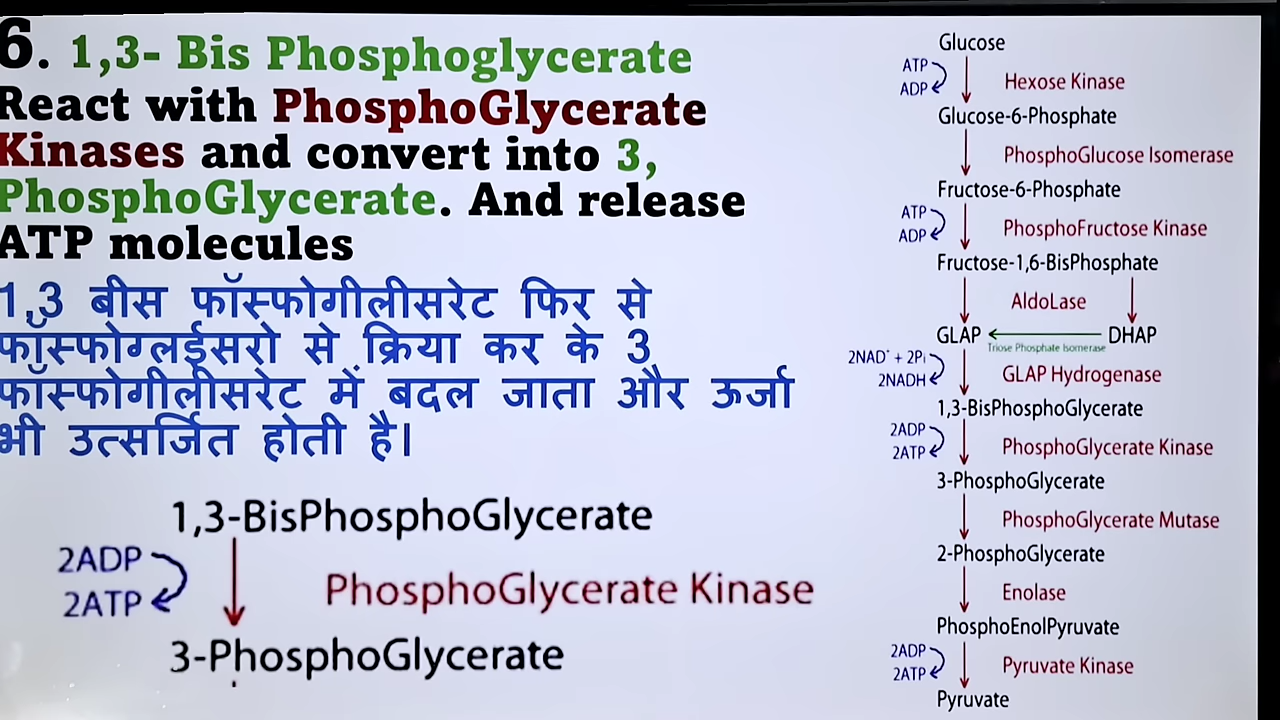 6. 1,3- Bis Phosphoglycerate
React with PhosphoGlycerate
Kinases and convert into 3,
PhosphoGlycerate. And release
ATP molecules
1,3 बीस फॉस्फोगीलीसरेट फिर से
फॉस्फोग्लईसरो से क्रिया कर के 3
फॉस्फोगीलीसरेट में बदल जाता और ऊर्जा
भी उत्सर्जित होती है।
1,3-BisPhosphoGlycerate
2ADP
2ATP
PhosphoGlycerate Kinase
3-PhosphoGlycerate
Glucose
ATP
ADP
Hexose Kinase
Glucose-6-Phosphate
PhosphoGlucose Isomerase
Fructose-6-Phosphate
ATP
ADP
PhosphoFructose Kinase
Fructose-1,6-BisPhosphate
AldoLase
GLAP
DHAP
Triose Phosphate Isomerase
2NAD⁺ + 2Pi
2NADH
GLAP Hydrogenase
1,3-BisPhosphoGlycerate
2ADP
2ATP
PhosphoGlycerate Kinase
3-PhosphoGlycerate
PhosphoGlycerate Mutase
2-PhosphoGlycerate
Enolase
PhosphoEnolPyruvate
2ADP
2ATP
Pyruvate Kinase
Pyruvate